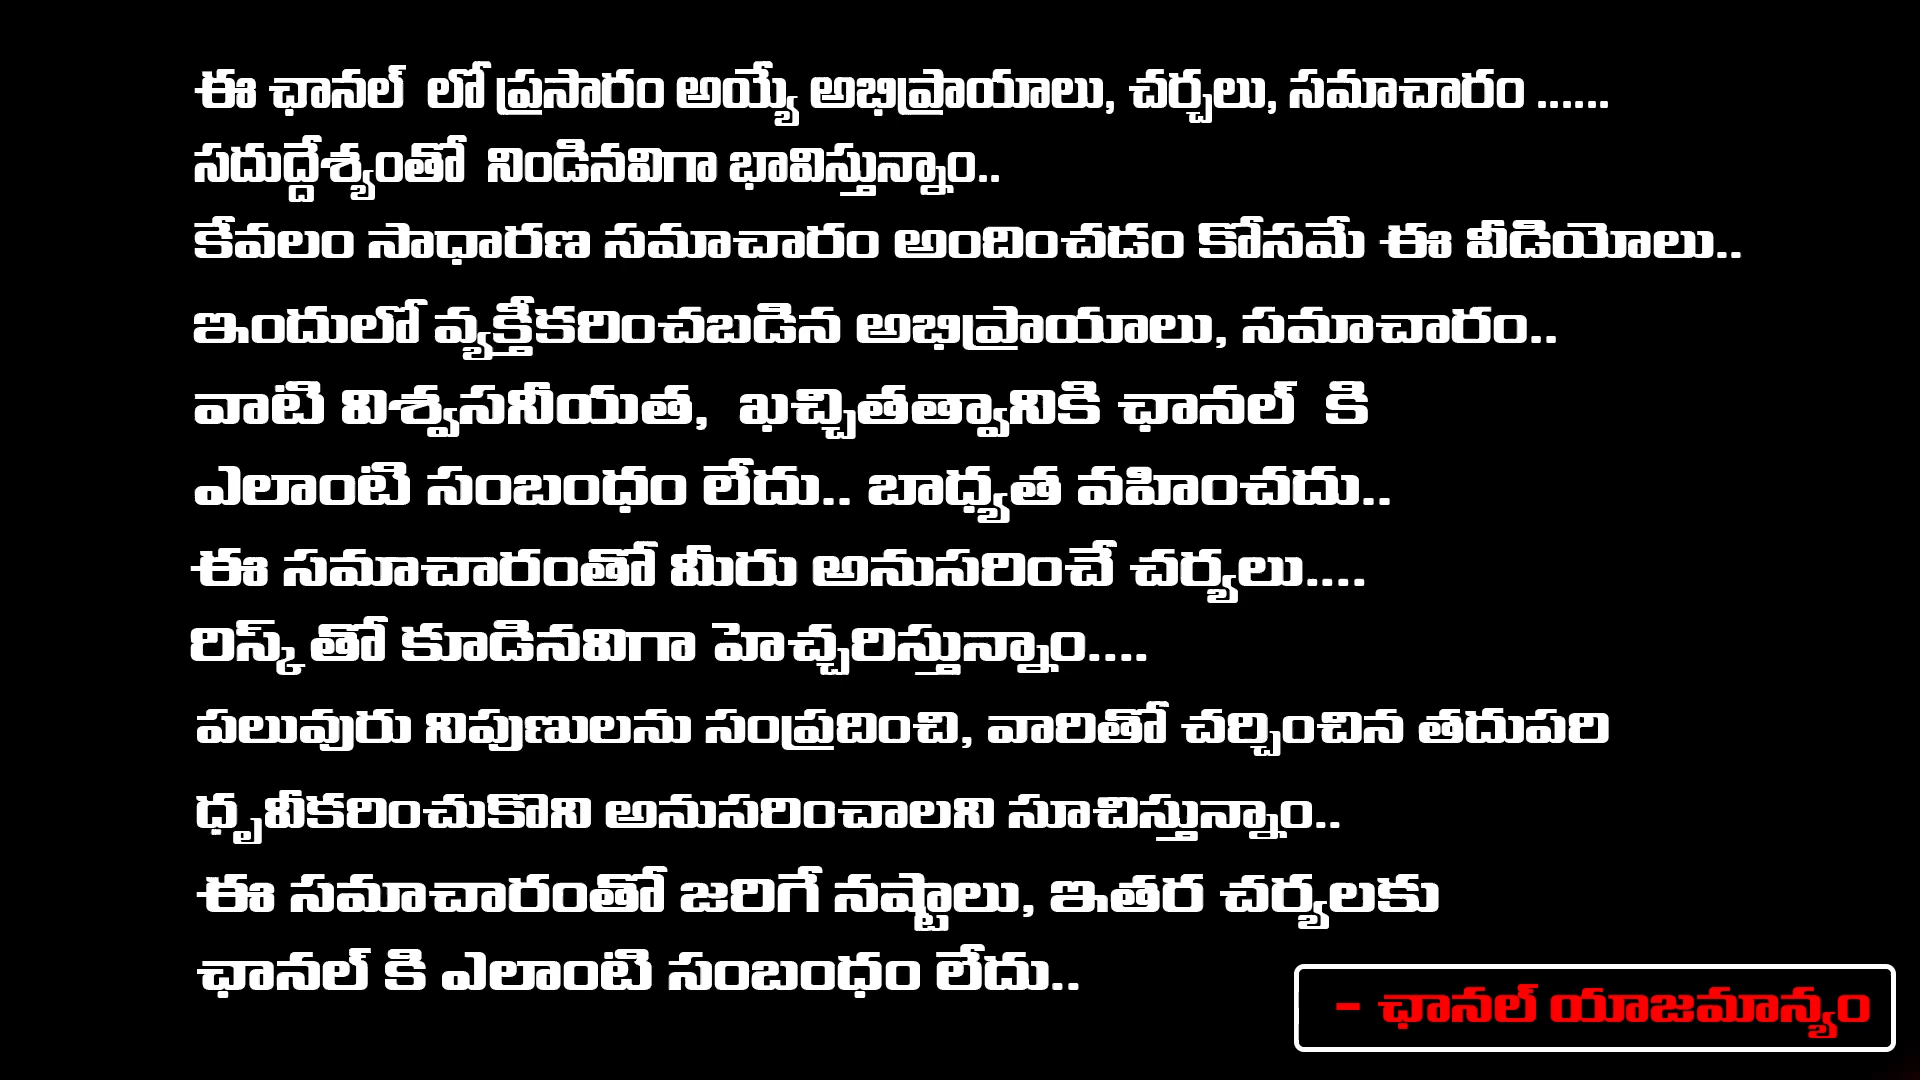 ఈ ఛానల్ లో ప్రసారం అయ్యే అభిప్రాయాలు, చర్చలు, సమాచారం ......
సదుద్దేశ్యంతో నిండినవిగా భావిస్తున్నాం..
కేవలం సాధారణ సమాచారం అందించడం కోసమే ఈ వీడియోలు..
ఇందులో వ్యక్తీకరించబడిన అభిప్రాయాలు, సమాచారం..
వాటి విశ్వసనీయత, ఖచ్చితత్వానికి ఛానల్ కి
ఎలాంటి సంబంధం లేదు.. బాధ్యత వహించదు..
ఈ సమాచారంతో మీరు అనుసరించే చర్యలు....
రిస్క్ తో కూడినవిగా హెచ్చరిస్తున్నాం....
పలువురు నిపుణులను సంప్రదించి, వారితో చర్చించిన తదుపరి
ధృవీకరించుకొని అనుసరించాలని సూచిస్తున్నాం..
ఈ సమాచారంతో జరిగే నష్టాలు, ఇతర చర్యలకు
ఛానల్ కి ఎలాంటి సంబంధం లేదు..
- ఛానల్ యాజమాన్యం